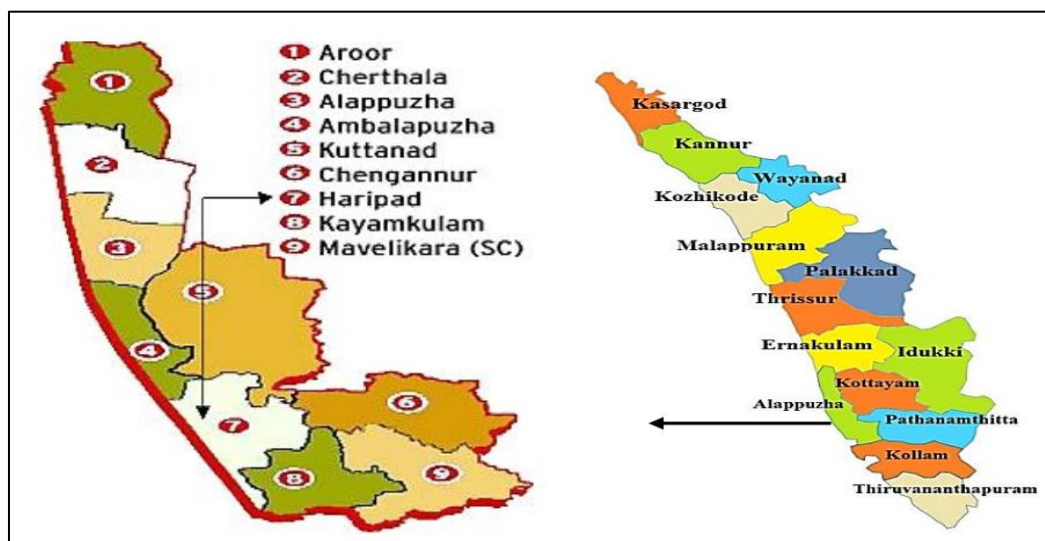 1 Aroor
2 Cherthala
3 Alappuzha
4 Ambalapuzha
5 Kuttanad
6 Chengannur
7 Haripad
8 Kayamkulam
9 Mavelikara (SC)
1
2
3
5
4
6
7
8
9
Kasargod
Kannur
Wayanad
Kozhikode
Malappuram
Palakkad
Thrissur
Ernakulam
Idukki
Kottayam
Alappuzha
Pathanamthitta
Kollam
Thiruvananthapuram